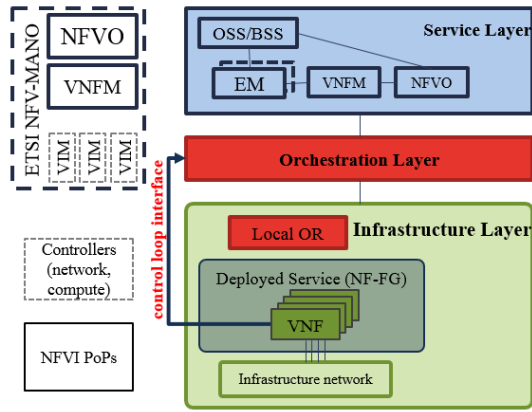 ETSI NFV-MANO
NFVO
VNFM
VIM
VIM
VIM
Controllers
(network,
compute)
NFVI PoPs
Service Layer
OSS/BSS
EM
VNFM
NFVO
Orchestration Layer
control loop interface
Infrastructure Layer
Local OR
Deployed Service (NF-FG)
VNF
Infrastructure network